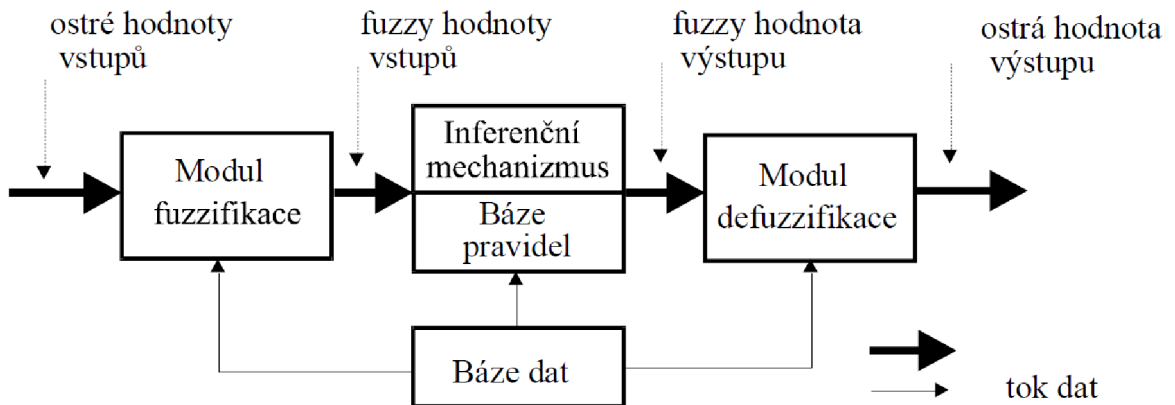 ostré hodnoty
vstupů
fuzzy hodnoty
vstupů
fuzzy hodnota
výstupu
ostrá hodnota
výstupu
Modul
fuzzifikace
Inferenční
mechanizmus
Báze
pravidel
Modul
defuzzifikace
Báze dat
tok dat